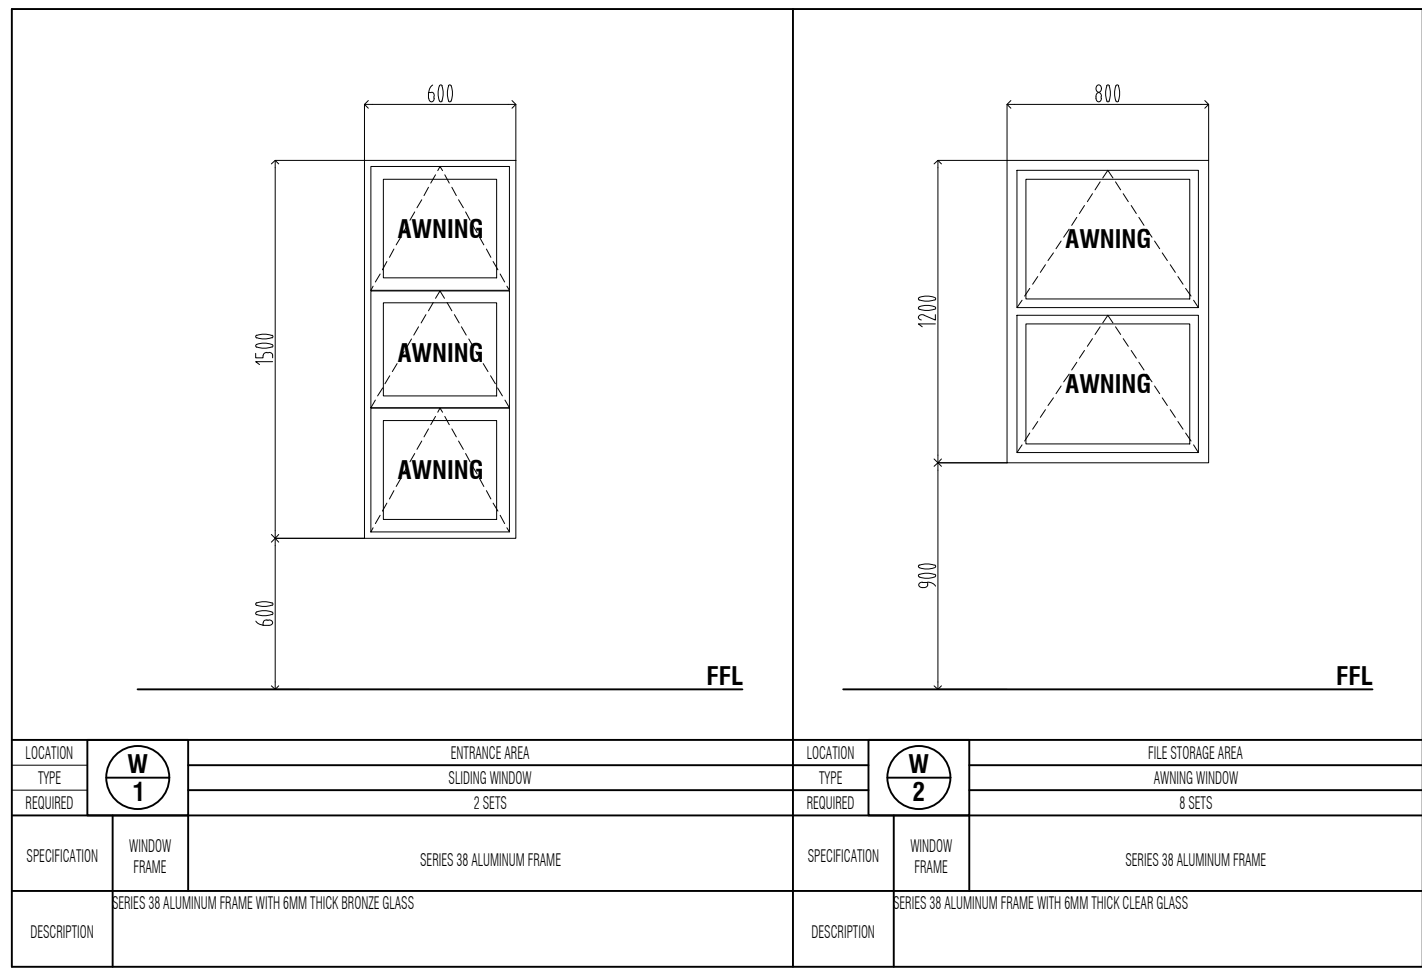 600
1500
AWNING
AWNING
AWNING
600
FFL
LOCATION
W
1
ENTRANCE AREA
TYPE
SLIDING WINDOW
REQUIRED
2 SETS
SPECIFICATION
WINDOW
FRAME
SERIES 38 ALUMINUM FRAME
DESCRIPTION
SERIES 38 ALUMINUM FRAME WITH 6MM THICK BRONZE GLASS
800
1200
AWNING
AWNING
900
FFL
LOCATION
W
2
FILE STORAGE AREA
TYPE
AWNING WINDOW
REQUIRED
8 SETS
SPECIFICATION
WINDOW
FRAME
SERIES 38 ALUMINUM FRAME
DESCRIPTION
SERIES 38 ALUMINUM FRAME WITH 6MM THICK CLEAR GLASS